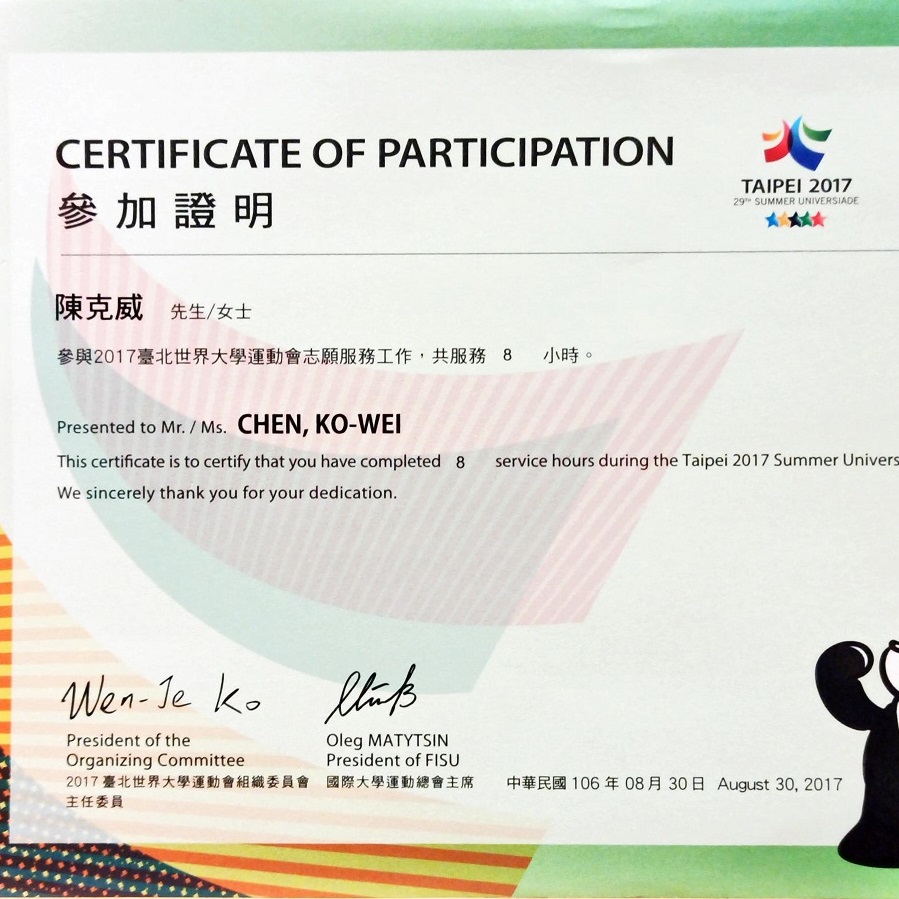 CERTIFICATE OF PARTICIPATION
參加證明
TAIPEI 2017
29TH SUMMER UNIVERSIADE
陳克威 先生/女士
參與2017臺北世界大學運動會志願服務工作，共服務 8 小時。
Presented to Mr. / Ms. CHEN, KO-WEI
This certificate is to certify that you have completed 8 service hours during the Taipei 2017 Summer Univers
We sincerely thank you for your dedication.
Wen-Je Ko
President of the
Organizing Committee
2017 臺北世界大學運動會組織委員會
主任委員
Oleg MATYTSIN
President of FISU
國際大學運動總會主席
中華民國 106 年 08 月 30 日 August 30, 2017